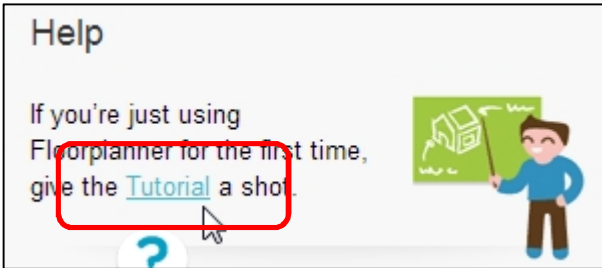 Help
If you're just using
Floorplanner for the first time,
give the Tutorial a shot.
?